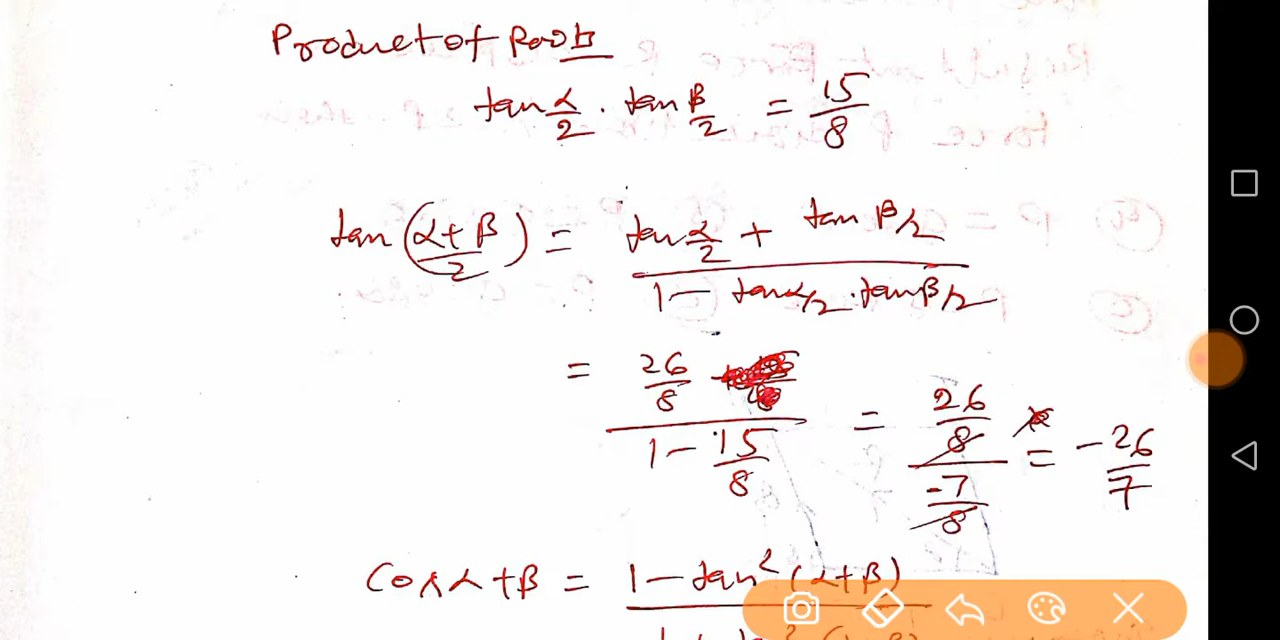 Product of Roots
tan α/2 . tan β/2 = 15/8
tan (α+β/2) = tan α/2 + tan β/2 / 1 - tan α/2 . tan β/2
= 26/8 / 1 - 15/8 = 26/8 / -7/8 = -26/7
Cos α+β = 1 - tan² (α+β)